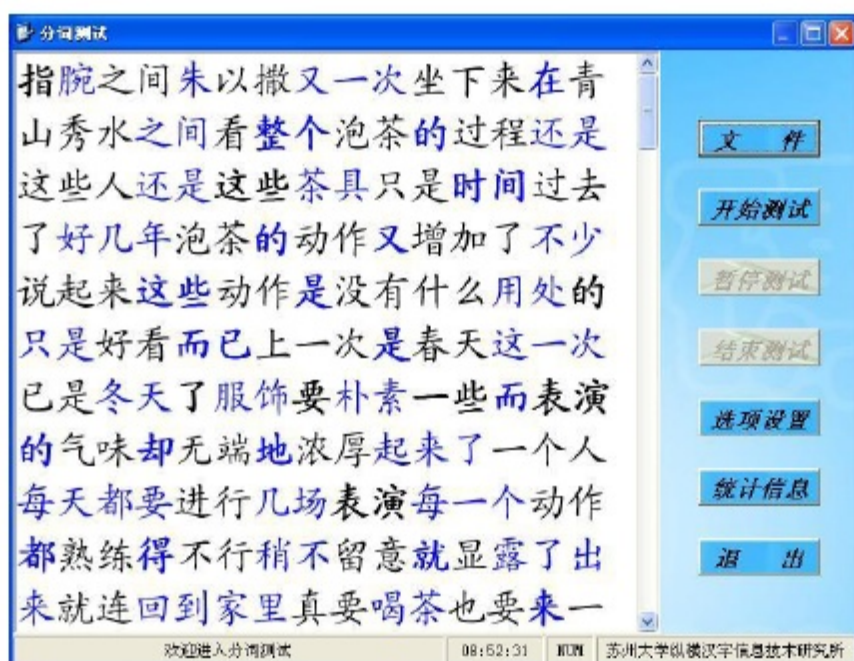 分词测试
指腕之间朱以撒又一次坐下来在青
山秀水之间看整个泡茶的过程还是
这些人还是这些茶具只是时间过去
了好几年泡茶的动作又增加了不少
说起来这些动作是没有什么用处的
只是好看而已上一次是春天这一次
已是冬天了服饰要朴素一些而表演
的气味却无端地浓厚起来了一个人
每天都要进行几场表演每一个动作
都熟练得不行稍不留意就显露了出
来就连回到家里真要喝茶也要来一
文 件
开始测试
暂停测试
结束测试
选项设置
统计信息
退 出
欢迎进入分词测试 08:52:31 NUM 苏州大学纵横汉字信息技术研究所